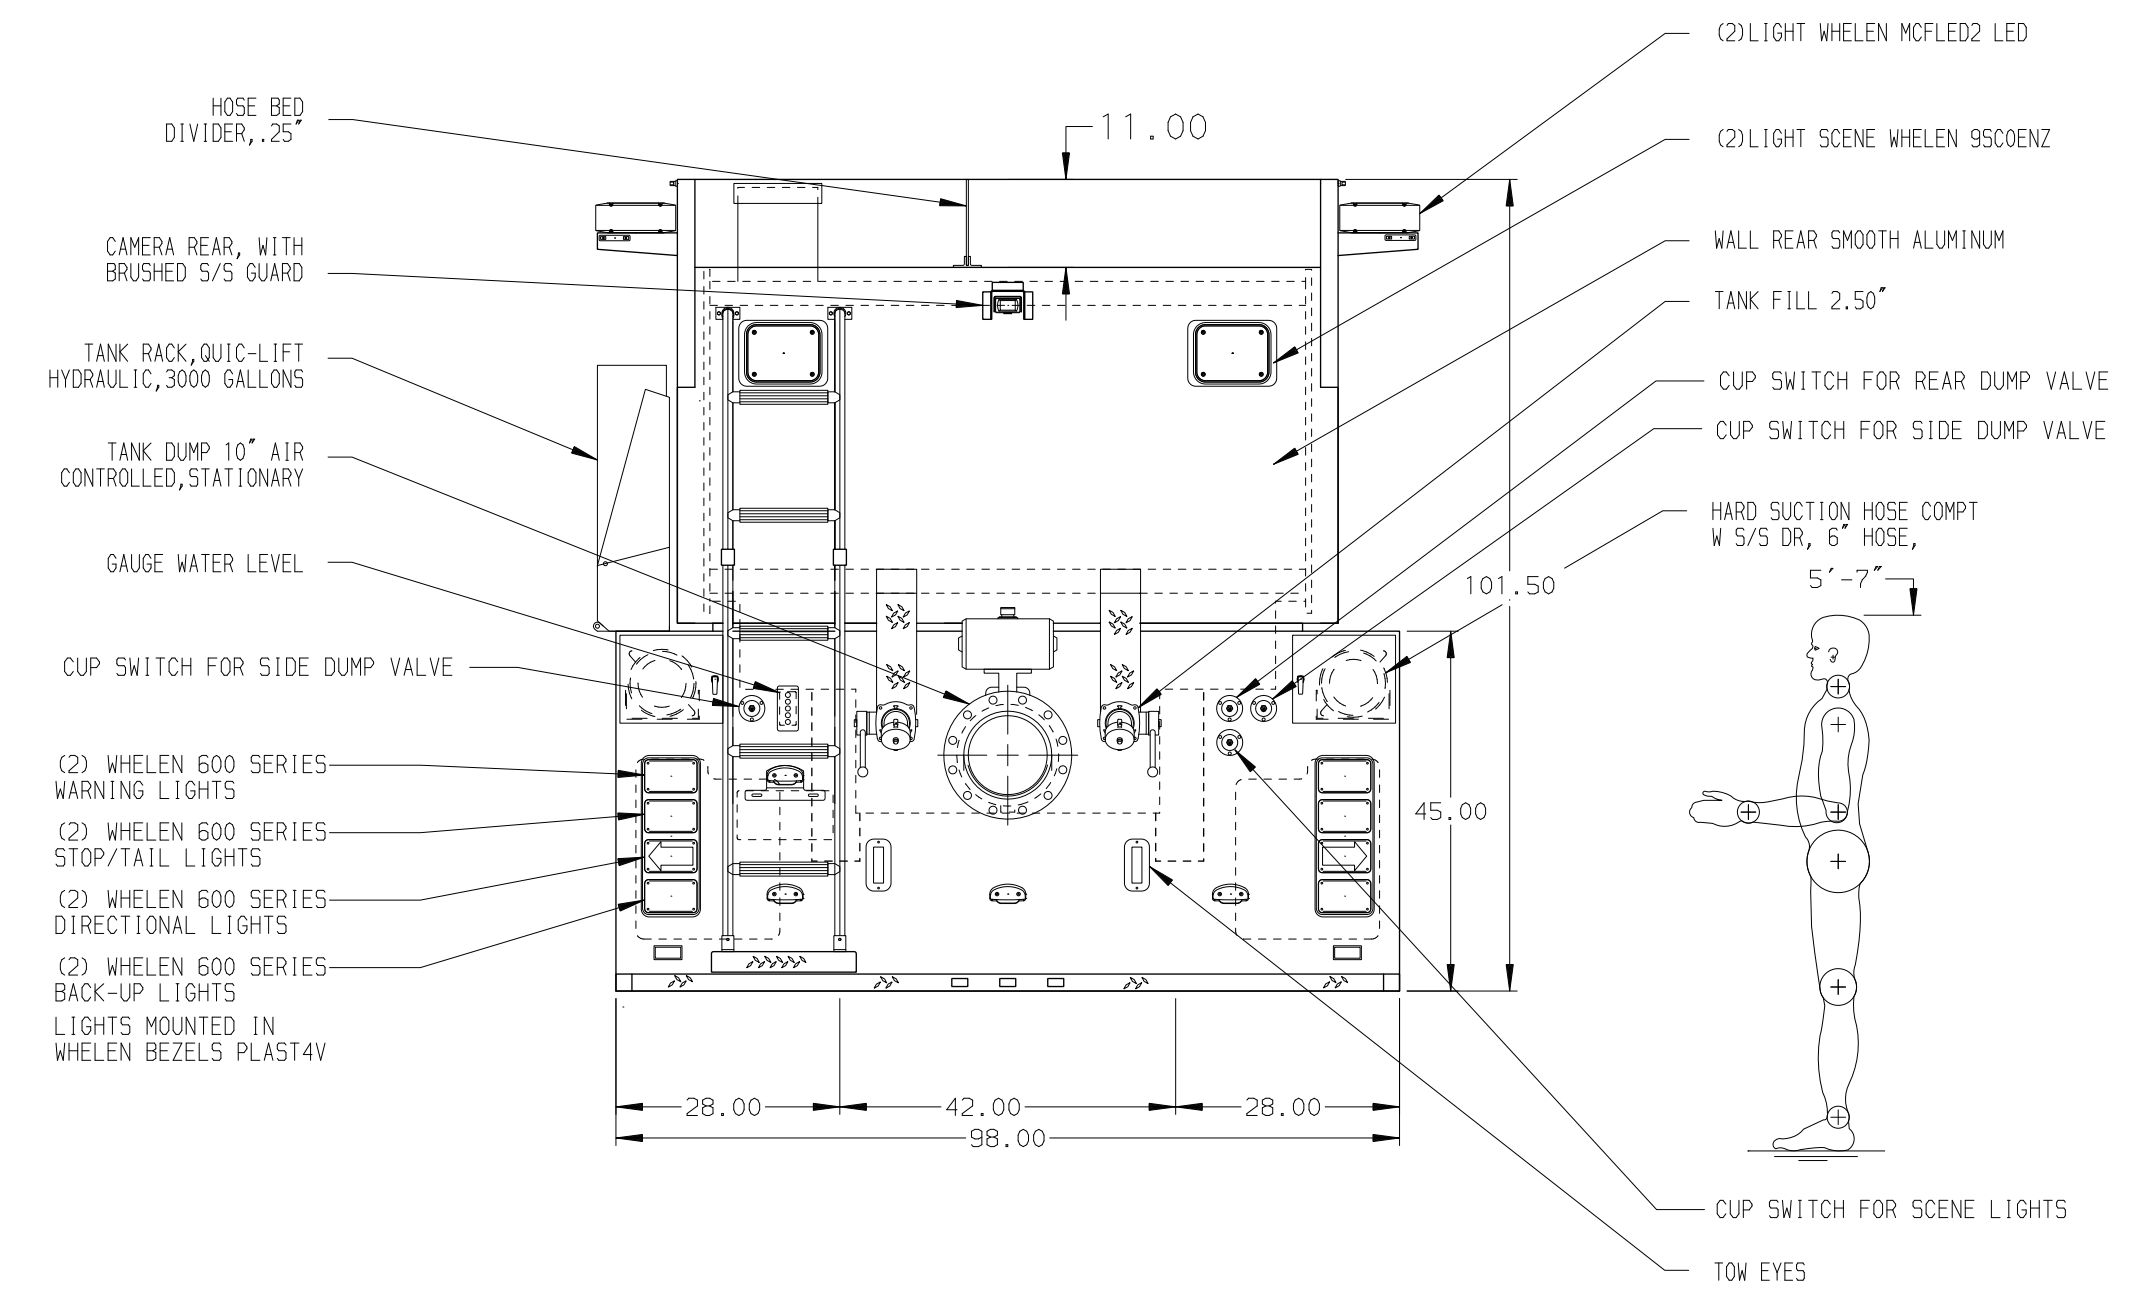 HOSE BED
DIVIDER,.25"
CAMERA REAR, WITH
BRUSHED S/S GUARD
TANK RACK,QUIC-LIFT
HYDRAULIC,3000 GALLONS
TANK DUMP 10" AIR
CONTROLLED,STATIONARY
GAUGE WATER LEVEL
CUP SWITCH FOR SIDE DUMP VALVE
(2) WHELEN 600 SERIES
WARNING LIGHTS
(2) WHELEN 600 SERIES
STOP/TAIL LIGHTS
(2) WHELEN 600 SERIES
DIRECTIONAL LIGHTS
(2) WHELEN 600 SERIES
BACK-UP LIGHTS
LIGHTS MOUNTED IN
WHELEN BEZELS PLAST4V
11.00
101.50
45.00
28.00
42.00
28.00
98.00
(2)LIGHT WHELEN MCFLED2 LED
(2)LIGHT SCENE WHELEN 9SC0ENZ
WALL REAR SMOOTH ALUMINUM
TANK FILL 2.50"
CUP SWITCH FOR REAR DUMP VALVE
CUP SWITCH FOR SIDE DUMP VALVE
HARD SUCTION HOSE COMPT
W S/S DR, 6" HOSE,
5'-7"
CUP SWITCH FOR SCENE LIGHTS
TOW EYES